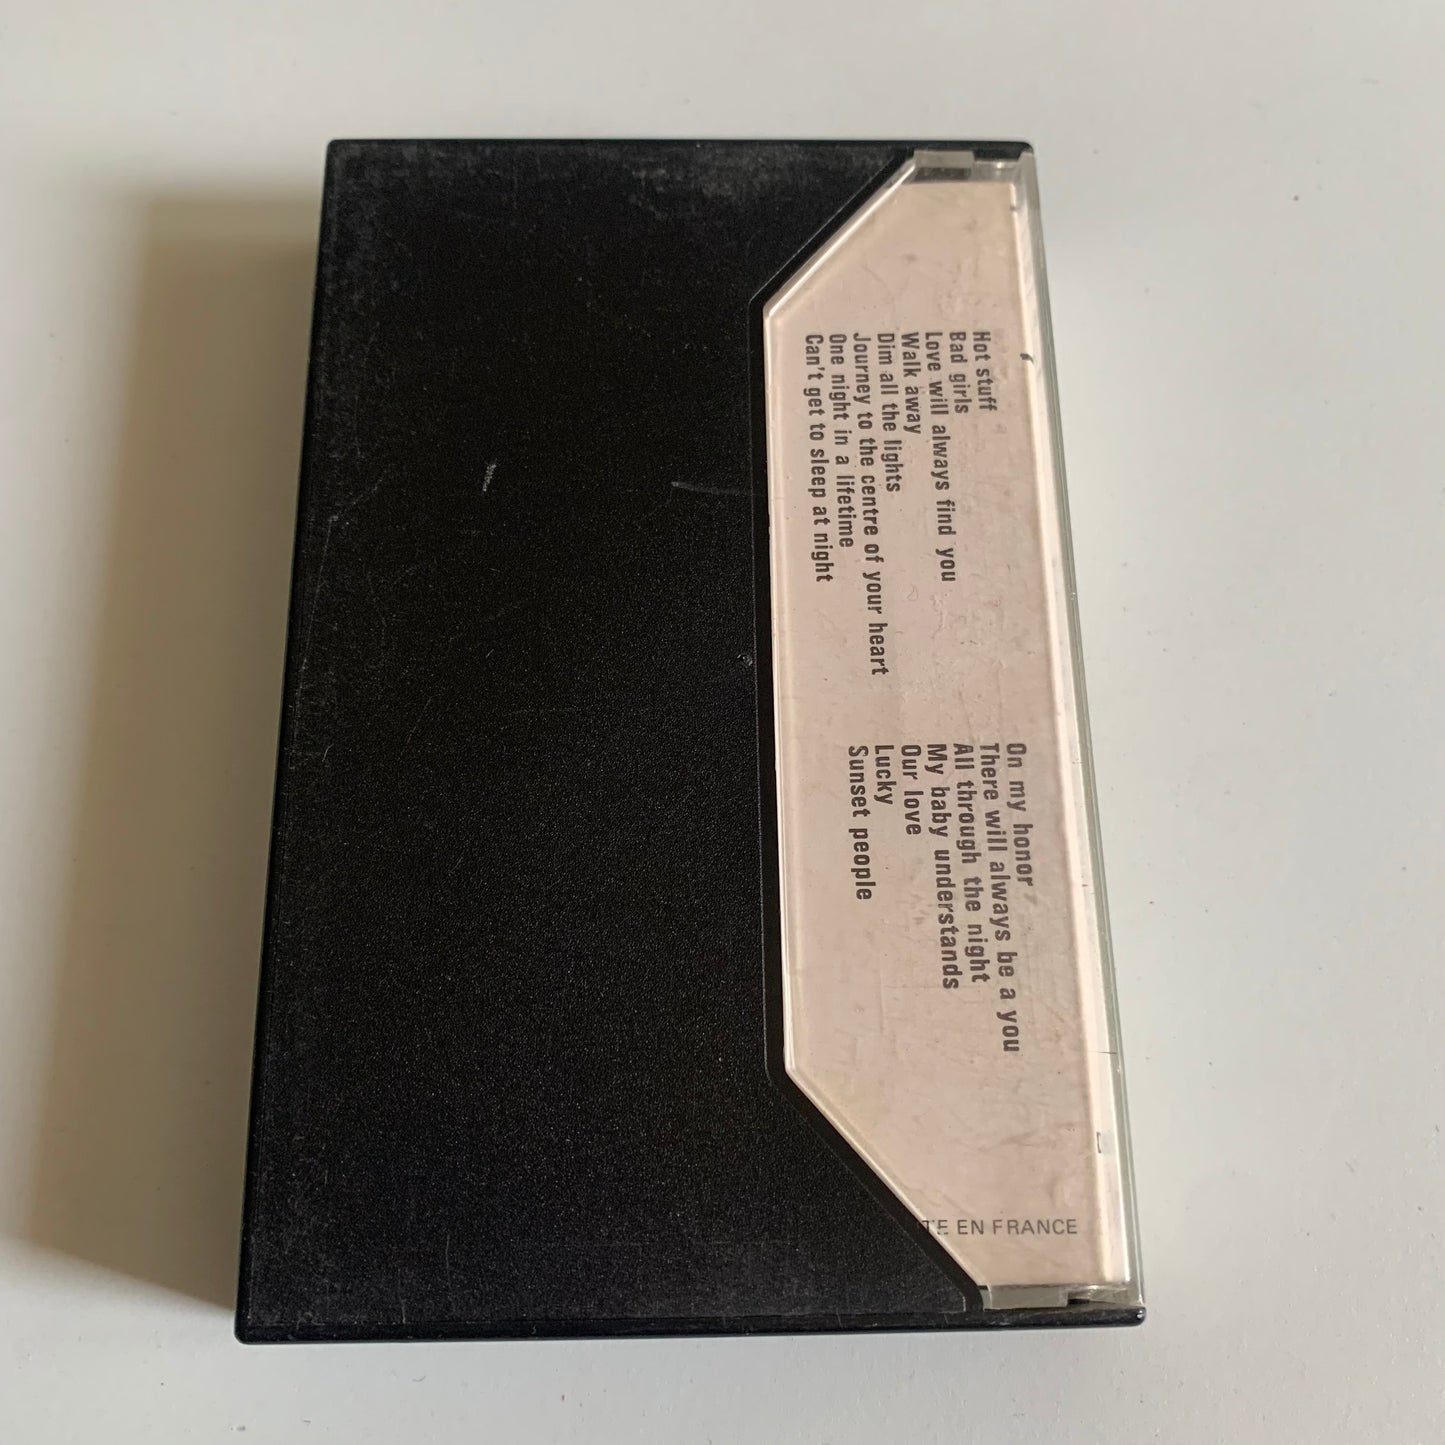 Hot stuff
Bad girls
Love will always find you
Walk away
Dim all the lights
Journey to the centre of your heart
One night in a lifetime
Can't get to sleep at night
On my honor
There will always be a you
All through the night
My baby understands
Our love
Lucky
Sunset people
TE EN FRANCE